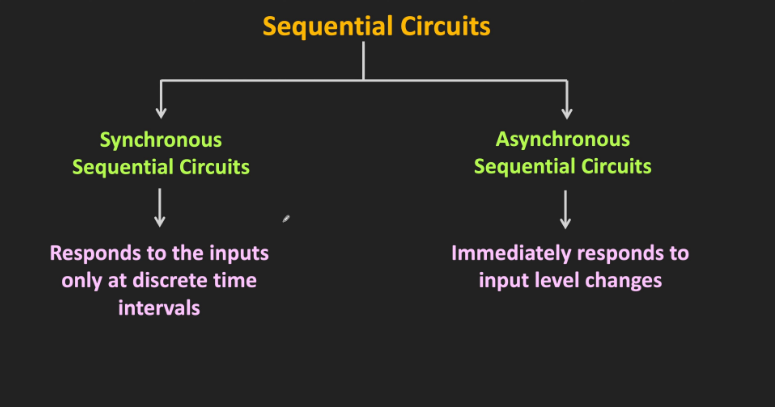 Sequential Circuits
Synchronous
Sequential Circuits
Responds to the inputs
only at discrete time
intervals
Asynchronous
Sequential Circuits
Immediately responds to
input level changes